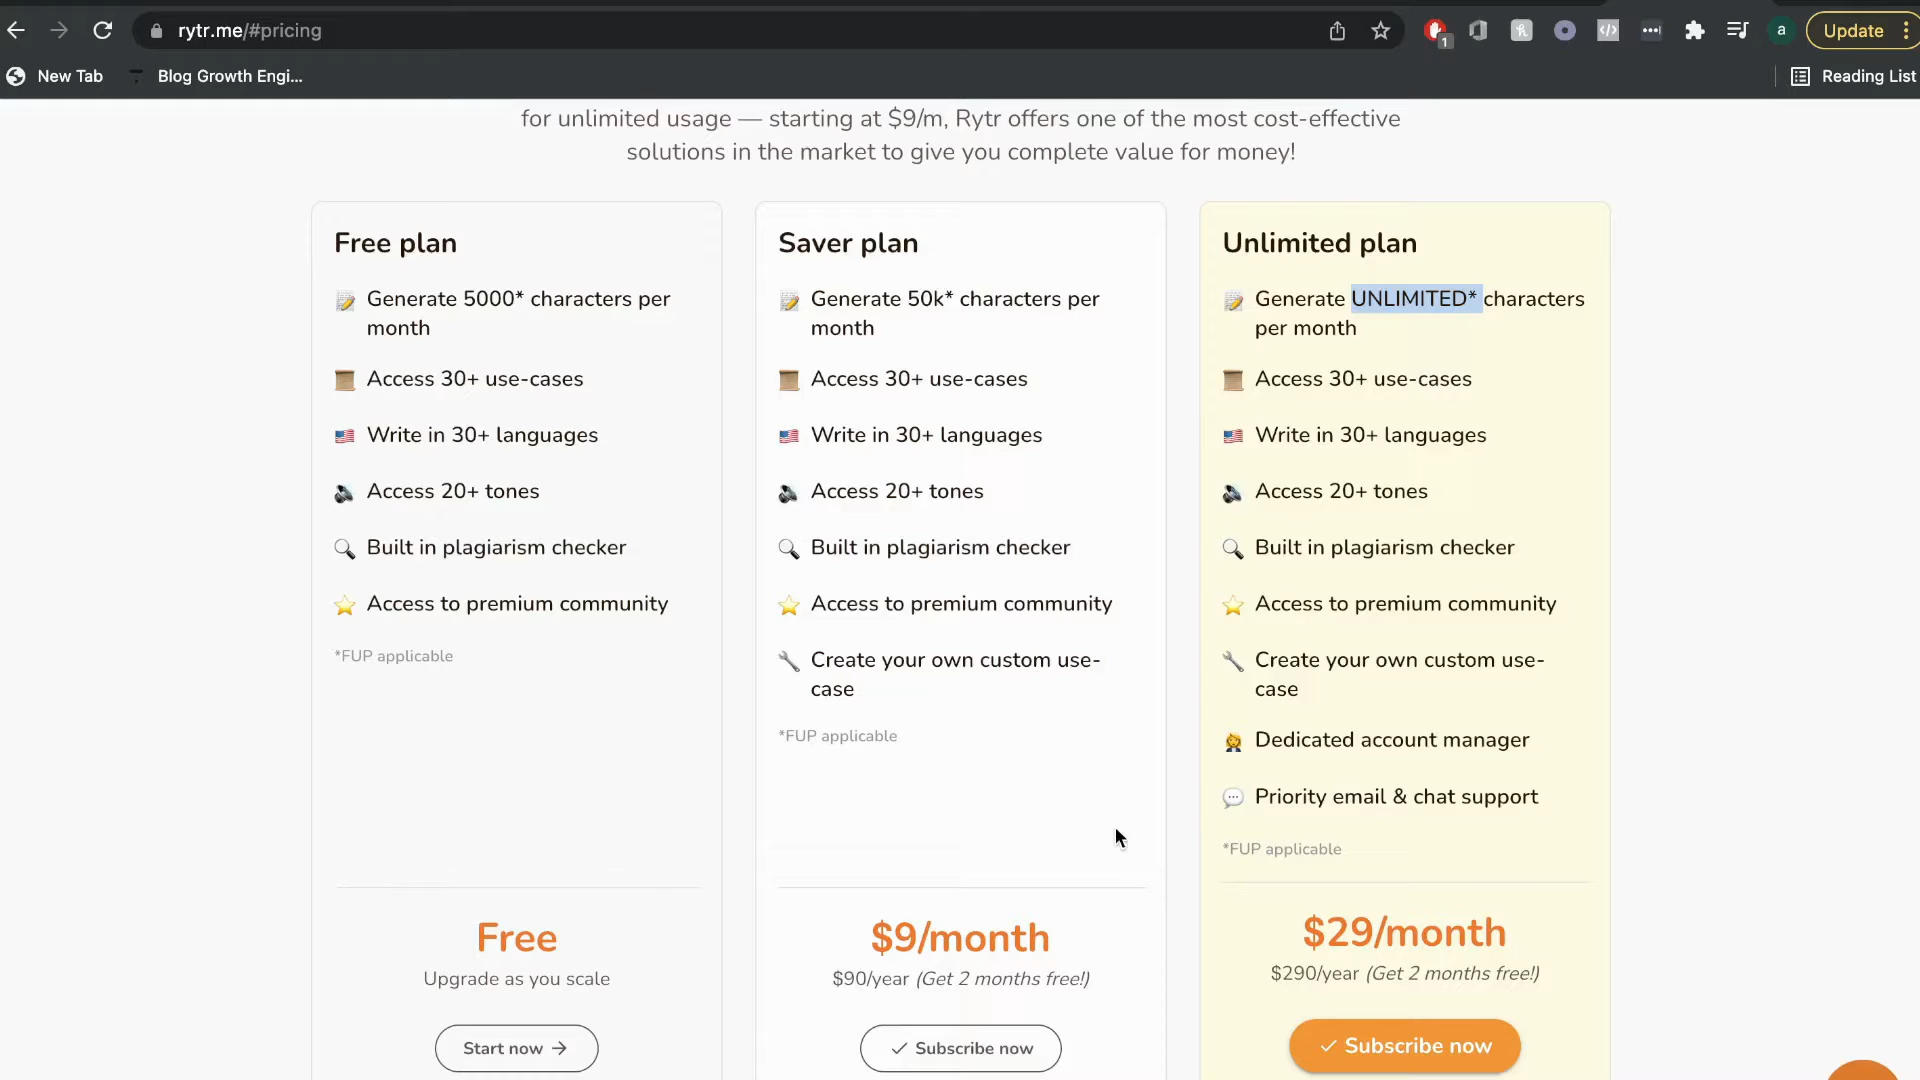 rytr.me/#pricing
1
a
Update
New Tab
Blog Growth Engi...
Reading List
for unlimited usage — starting at $9/m, Rytr offers one of the most cost-effective
solutions in the market to give you complete value for money!
Free plan
Generate 5000* characters per
month
Access 30+ use-cases
Write in 30+ languages
Access 20+ tones
Built in plagiarism checker
Access to premium community
*FUP applicable
Free
Upgrade as you scale
Start now →
Saver plan
Generate 50k* characters per
month
Access 30+ use-cases
Write in 30+ languages
Access 20+ tones
Built in plagiarism checker
Access to premium community
Create your own custom use-
case
*FUP applicable
$9/month
$90/year (Get 2 months free!)
✓ Subscribe now
Unlimited plan
Generate UNLIMITED* characters
per month
Access 30+ use-cases
Write in 30+ languages
Access 20+ tones
Built in plagiarism checker
Access to premium community
Create your own custom use-
case
Dedicated account manager
Priority email & chat support
*FUP applicable
$29/month
$290/year (Get 2 months free!)
✓ Subscribe now